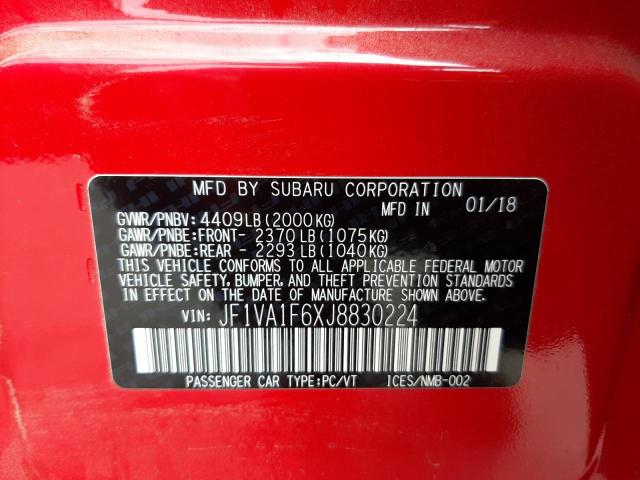 MFD BY SUBARU CORPORATION
MFD IN 01/18
GVWR/PNBV: 4409LB (2000KG)
GAWR/PNBE:FRONT- 2370LB (1075KG)
GAWR/PNBE:REAR - 2293LB (1040KG)
THIS VEHICLE CONFORMS TO ALL APPLICABLE FEDERAL MOTOR
VEHICLE SAFETY, BUMPER, AND THEFT PREVENTION STANDARDS
IN EFFECT ON THE DATE OF MANUFACTURE SHOWN ABOVE.
VIN: JF1VA1F6XJ8830224
PASSENGER CAR TYPE:PC/VT ICES/NMB-002